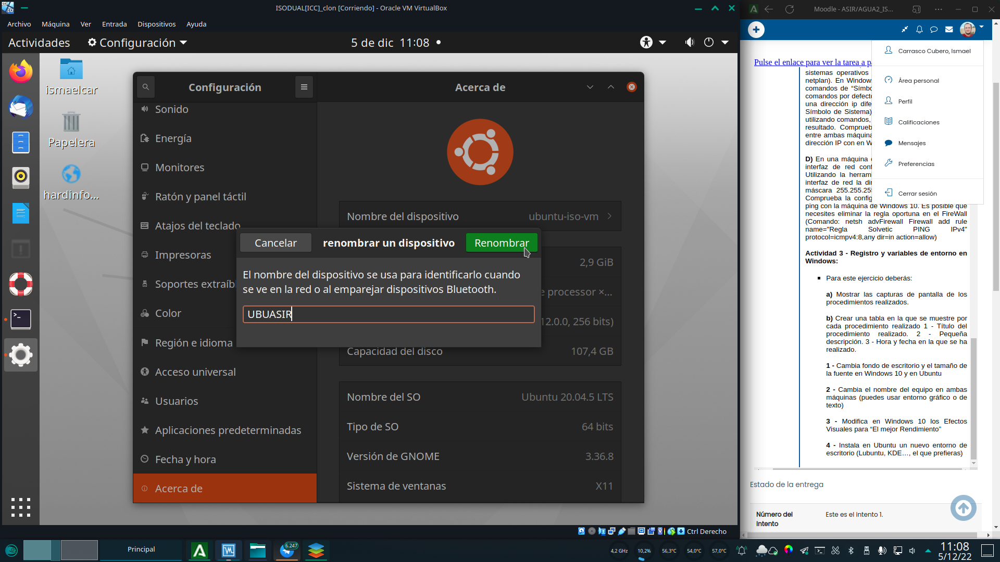 ISODUAL[ICC]_clon [Corriendo] - Oracle VM VirtualBox
Archivo Máquina Ver Entrada Dispositivos Ayuda
Actividades Configuración 5 de dic 11:08
ismaelcar
Papelera
hardinfo...
Configuración
Acerca de
Sonido
Energía
Monitores
Ratón y panel táctil
Atajos del teclado
Impresoras
Soportes extraíb
Color
Región e idioma
Acceso universal
Usuarios
Aplicaciones predeterminadas
Fecha y hora
Acerca de
Nombre del dispositivo ubuntu-iso-vm
Cancelar renombrar un dispositivo Renombrar
El nombre del dispositivo se usa para identificarlo cuando
se ve en la red o al emparejar dispositivos Bluetooth.
UBUASIR
2,9 GiB
e processor ×...
12.0.0, 256 bits)
Capacidad del disco 107,4 GB
Nombre del SO Ubuntu 20.04.5 LTS
Tipo de SO 64 bits
Versión de GNOME 3.36.8
Sistema de ventanas X11
Ctrl Derecho
Moodle - ASIR/AGUA2_IS...
Carrasco Cubero, Ismael
Área personal
Perfil
Calificaciones
Mensajes
Preferencias
Cerrar sesión
Pulse el enlace para ver la tarea a p
sistemas operativos
netplan). En Window
comandos de “Símbo
comandos por defect
una dirección ip dife
Símbolo de Sistema)
utilizando comandos,
resultado. Comprueb
entre ambas máquina
dirección IP con en W
D) En una máquina
interfaz de red conf
Utilizando la herram
interfaz de red la dir
máscara 255.255.25
Comprueba la config
ping con la máquina de Windows 10. Es posible que
necesites eliminar la regla oportuna en el FireWall
(Comando: netsh advFirewall Firewall add rule
name="Regla Solvetic PING IPv4"
protocol=icmpv4:8,any dir=in action=allow)
Actividad 3 - Registro y variables de entorno en
Windows:
Para este ejercicio deberás:
a) Mostrar las capturas de pantalla de los
procedimientos realizados.
b) Crear una tabla en la que se muestre por
cada procedimiento realizado 1 - Título del
procedimiento realizado. 2 - Pequeña
descripción. 3 - Hora y fecha en la que se ha
realizado.
1 - Cambia fondo de escritorio y el tamaño de
la fuente en Windows 10 y en Ubuntu
2 - Cambia el nombre del equipo en ambas
máquinas (puedes usar entorno gráfico o de
texto)
3 - Modifica en Windows 10 los Efectos
Visuales para “El mejor Rendimiento”
4 - Instala en Ubuntu un nuevo entorno de
escritorio (Lubuntu, KDE…, el que prefieras)
Estado de la entrega
Número del
intento
Este es el intento 1.
Principal
6.247
4,2 GHz 10,2% 56,3°C 54,0°C 57,0°C
11:08
5/12/22